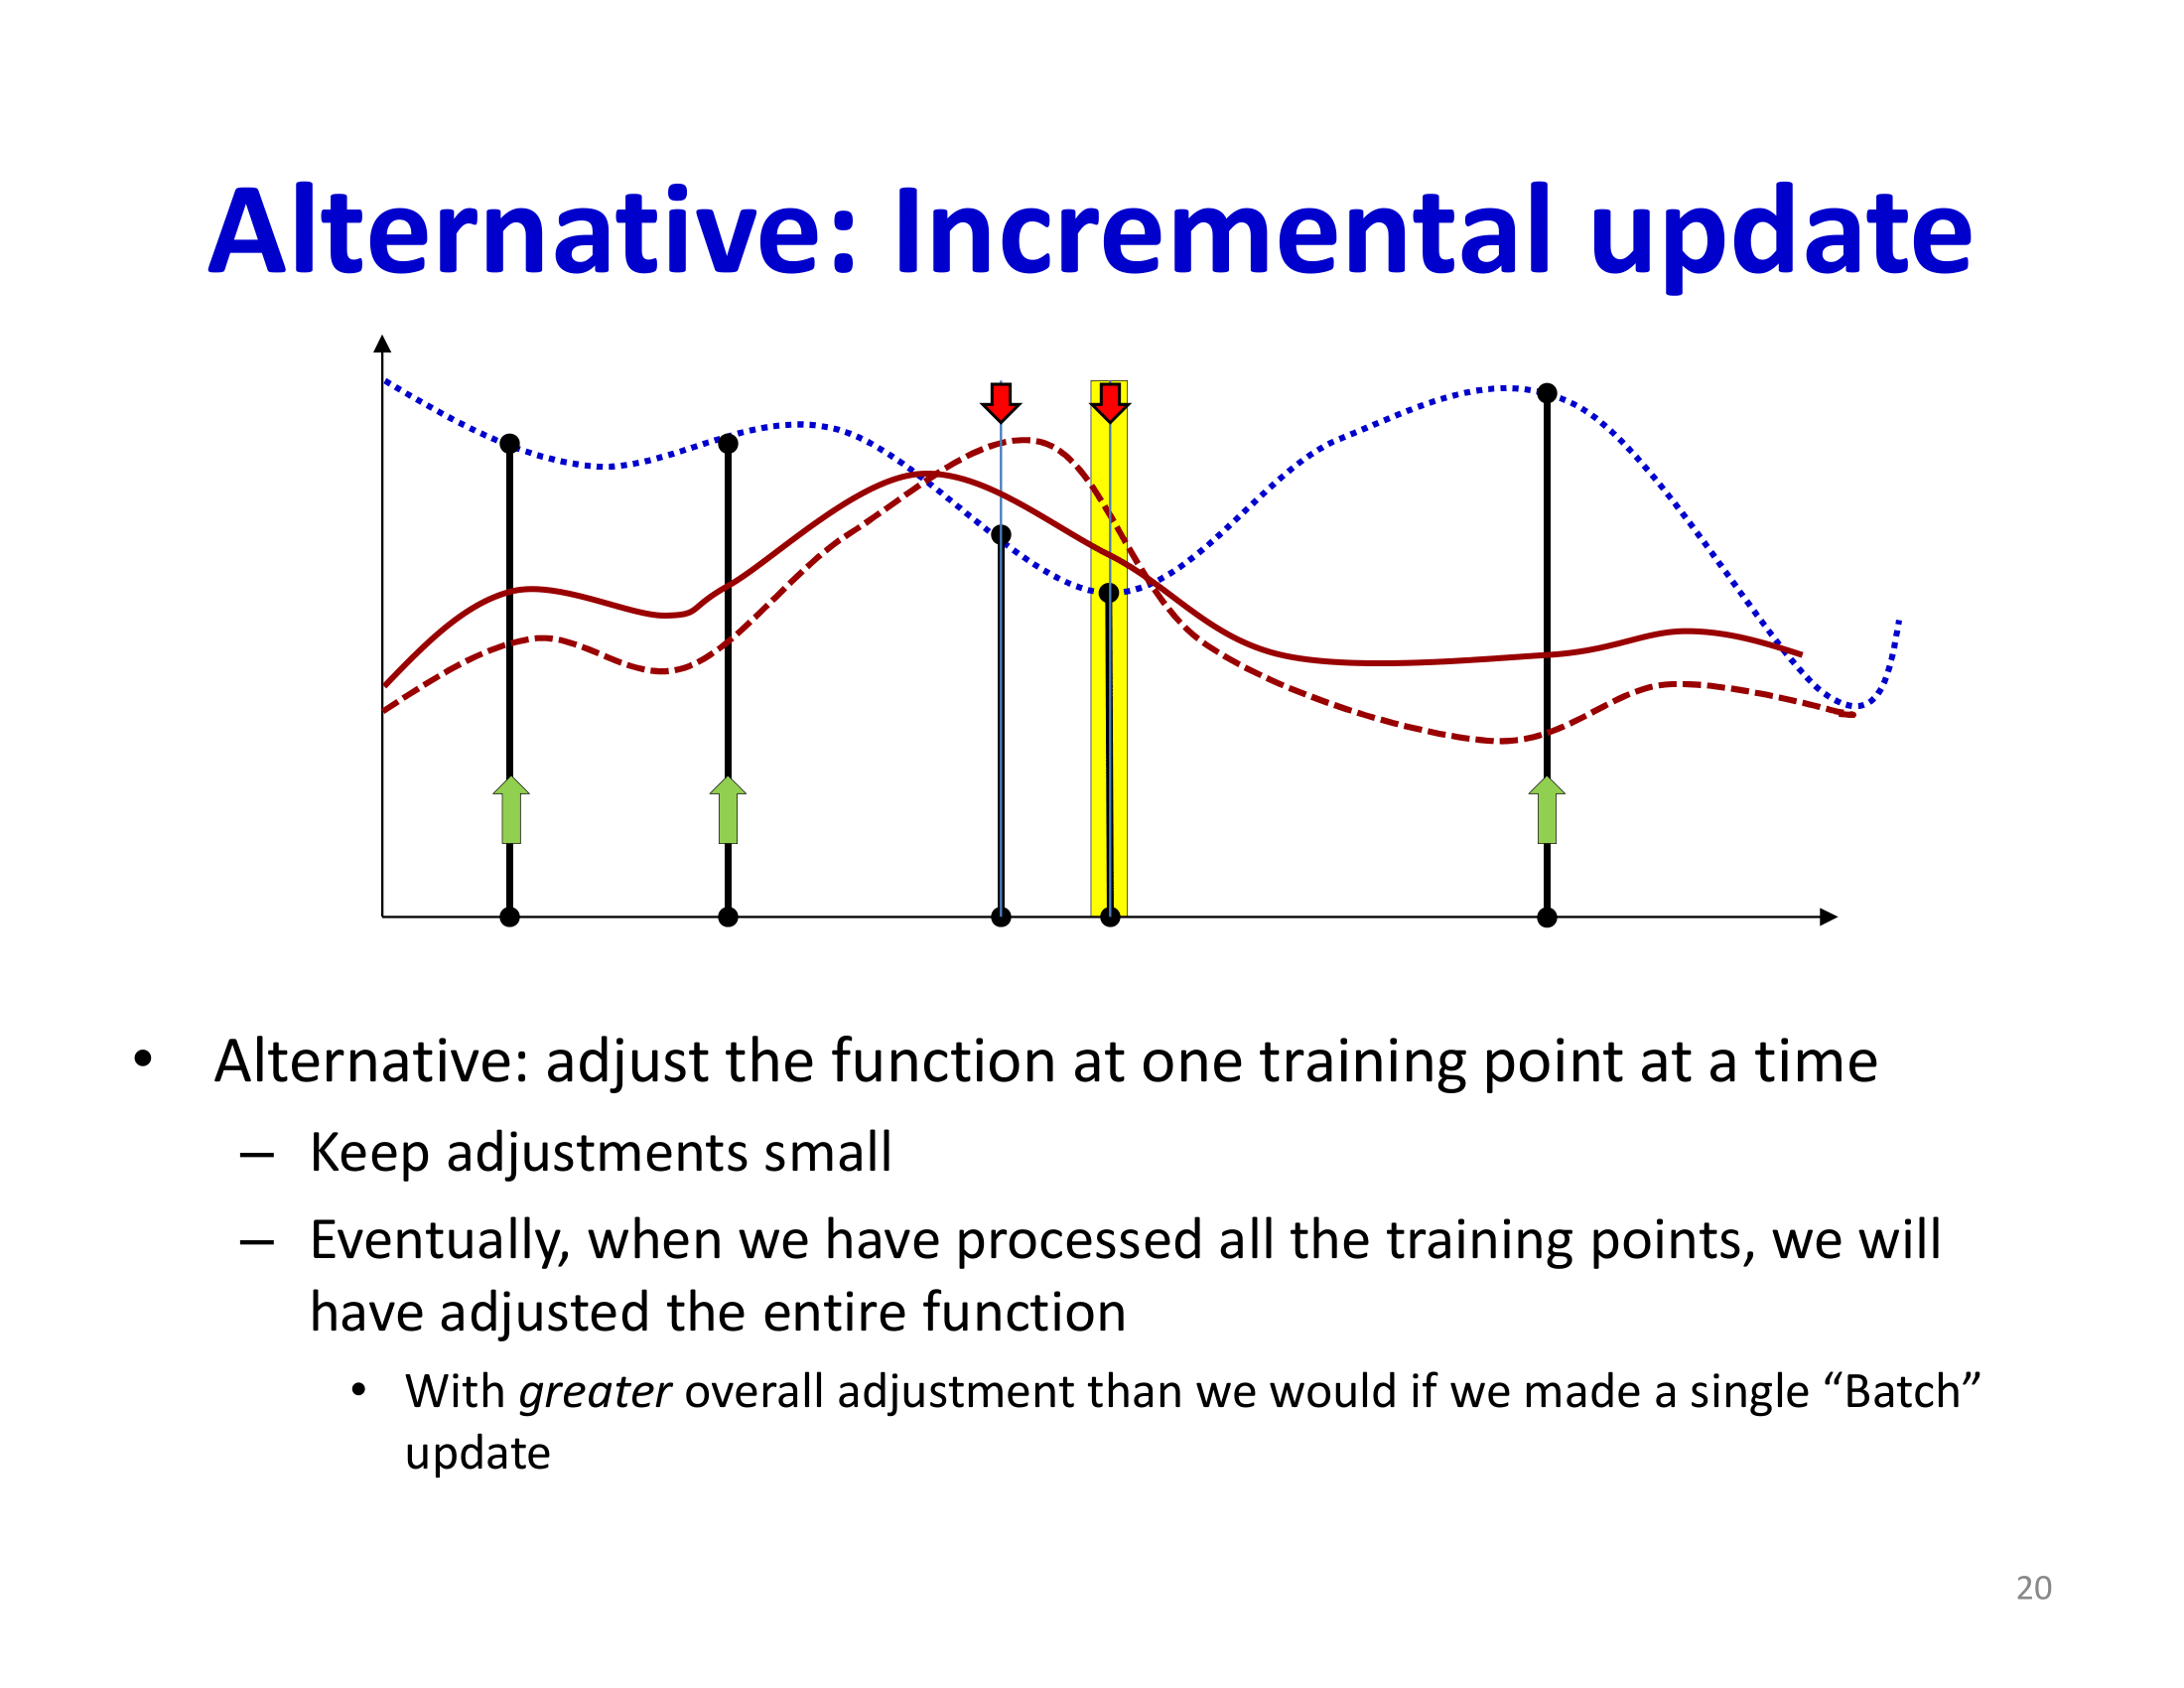 Alternative: Incremental update
• Alternative: adjust the function at one training point at a time
– Keep adjustments small
– Eventually, when we have processed all the training points, we will
have adjusted the entire function
• With greater overall adjustment than we would if we made a single “Batch”
update
20